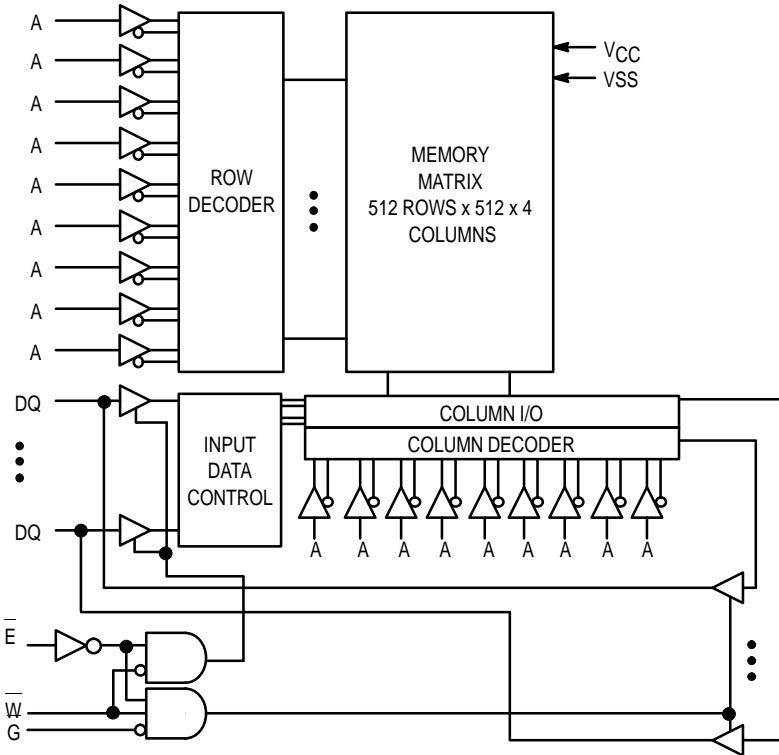 A
A
A
A
A
A
A
A
A
ROW
DECODER
MEMORY
MATRIX
512 ROWS x 512 x 4
COLUMNS
VCC
VSS
DQ
DQ
INPUT
DATA
CONTROL
COLUMN I/O
COLUMN DECODER
A A A A A A A A A
E
W
G